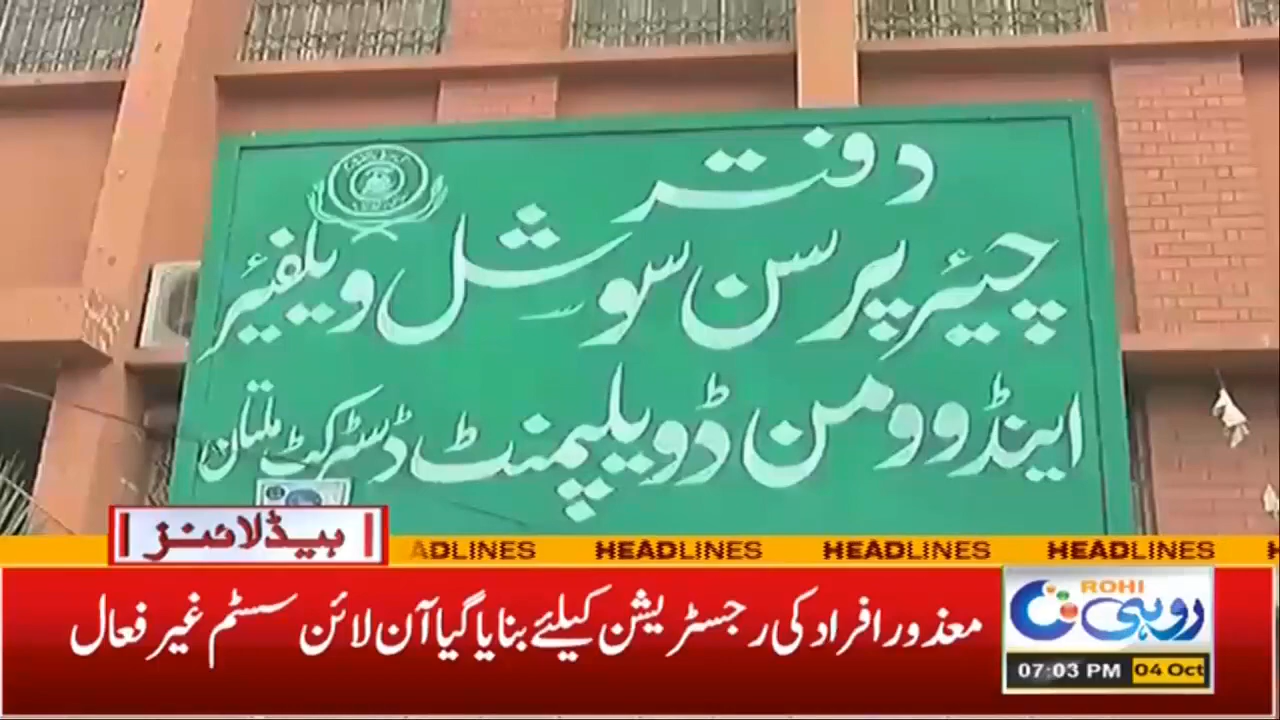 دفتر
چیئرپرسن سوشل ویلفیئر
اینڈ وومن ڈویلپمنٹ ڈسٹرکٹ ملتان
ہیڈلائنز
ADLINES HEADLINES HEADLINES HEADLINES
معذور افراد کی رجسٹریشن کیلئے بنایا گیا آن لائن سسٹم غیر فعال
ROHI
روہی
07:03 PM 04 Oct